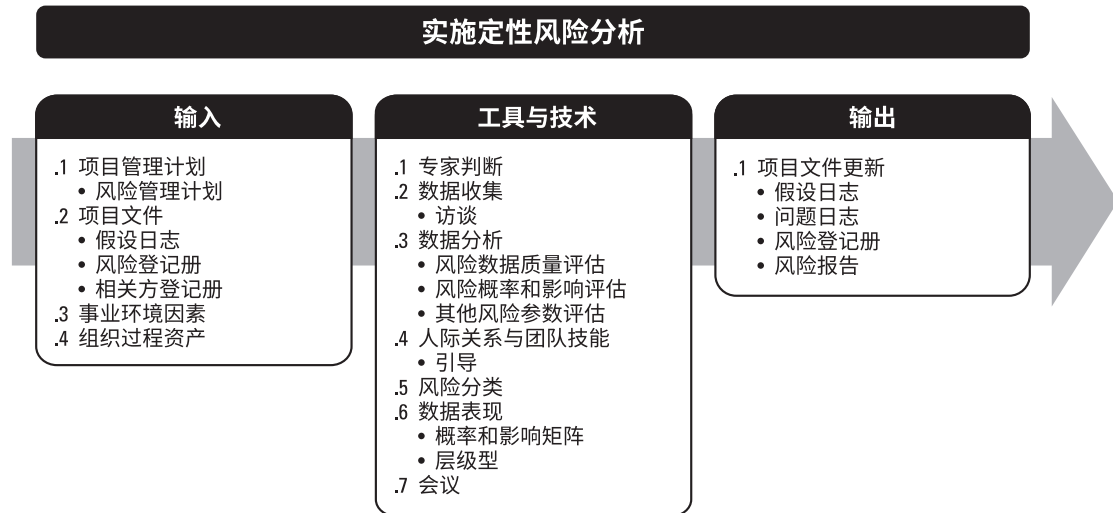 实施定性风险分析
输入
.1 项目管理计划
• 风险管理计划
.2 项目文件
• 假设日志
• 风险登记册
• 相关方登记册
.3 事业环境因素
.4 组织过程资产
工具与技术
.1 专家判断
.2 数据收集
• 访谈
.3 数据分析
• 风险数据质量评估
• 风险概率和影响评估
• 其他风险参数评估
.4 人际关系与团队技能
• 引导
.5 风险分类
.6 数据表现
• 概率和影响矩阵
• 层级型
.7 会议
输出
.1 项目文件更新
• 假设日志
• 问题日志
• 风险登记册
• 风险报告